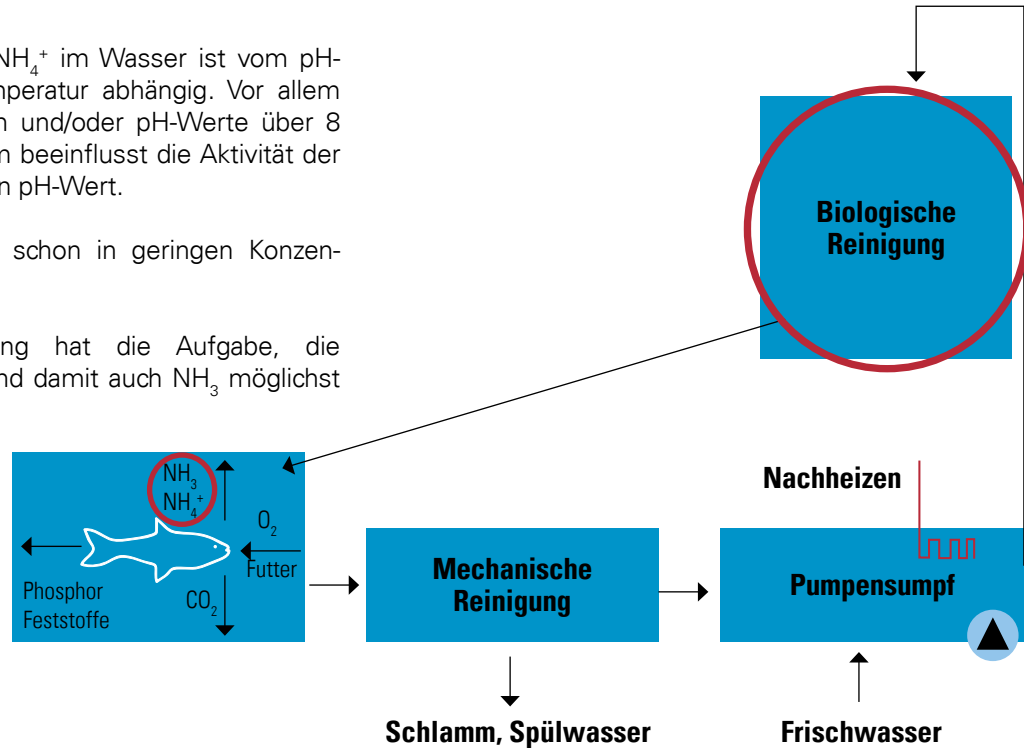 NH₄⁺ im Wasser ist vom pH-
peratur abhängig. Vor allem
und/oder pH-Werte über 8
beeinflusst die Aktivität der
pH-Wert.
schon in geringen Konzen-
ng hat die Aufgabe, die
nd damit auch NH₃ möglichst
Biologische
Reinigung
Nachheizen
NH₃
NH₄⁺
O₂
Futter
CO₂
Phosphor
Feststoffe
Mechanische
Reinigung
Pumpensumpf
Schlamm, Spülwasser
Frischwasser